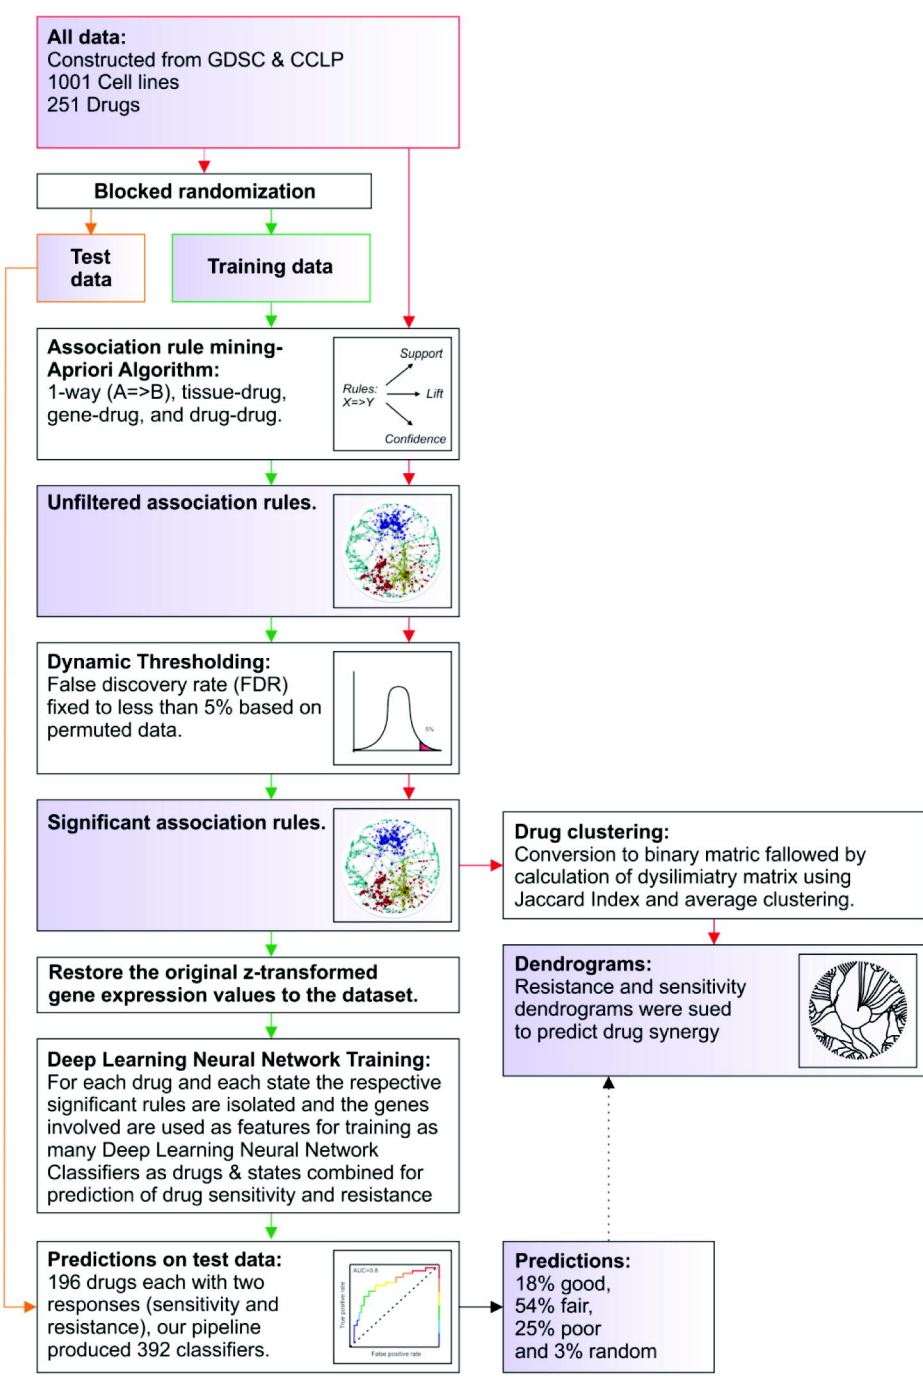 All data:
Constructed from GDSC & CCLP
1001 Cell lines
251 Drugs
Blocked randomization
Test
data
Training data
Association rule mining-
Apriori Algorithm:
1-way (A=>B), tissue-drug,
gene-drug, and drug-drug.
Support
Rules:
X=>Y
Lift
Confidence
Unfiltered association rules.
Dynamic Thresholding:
False discovery rate (FDR)
fixed to less than 5% based on
permuted data.
5%
Significant association rules.
Drug clustering:
Conversion to binary matric fallowed by
calculation of dysilimiatry matrix using
Jaccard Index and average clustering.
Dendrograms:
Resistance and sensitivity
dendrograms were sued
to predict drug synergy
Restore the original z-transformed
gene expression values to the dataset.
Deep Learning Neural Network Training:
For each drug and each state the respective
significant rules are isolated and the genes
involved are used as features for training as
many Deep Learning Neural Network
Classifiers as drugs & states combined for
prediction of drug sensitivity and resistance
Predictions on test data:
196 drugs each with two
responses (sensitivity and
resistance), our pipeline
produced 392 classifiers.
AUC>0.8
True positive rate
False positive rate
Predictions:
18% good,
54% fair,
25% poor
and 3% random